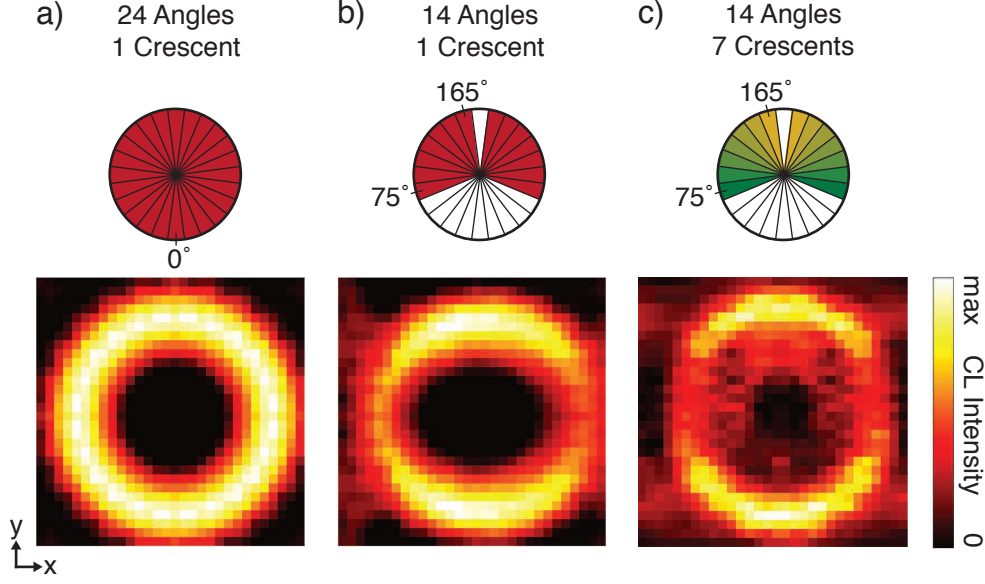 a)
24 Angles
1 Crescent
0°
b)
14 Angles
1 Crescent
165°
75°
c)
14 Angles
7 Crescents
165°
75°
max
CL Intensity
0
y
x